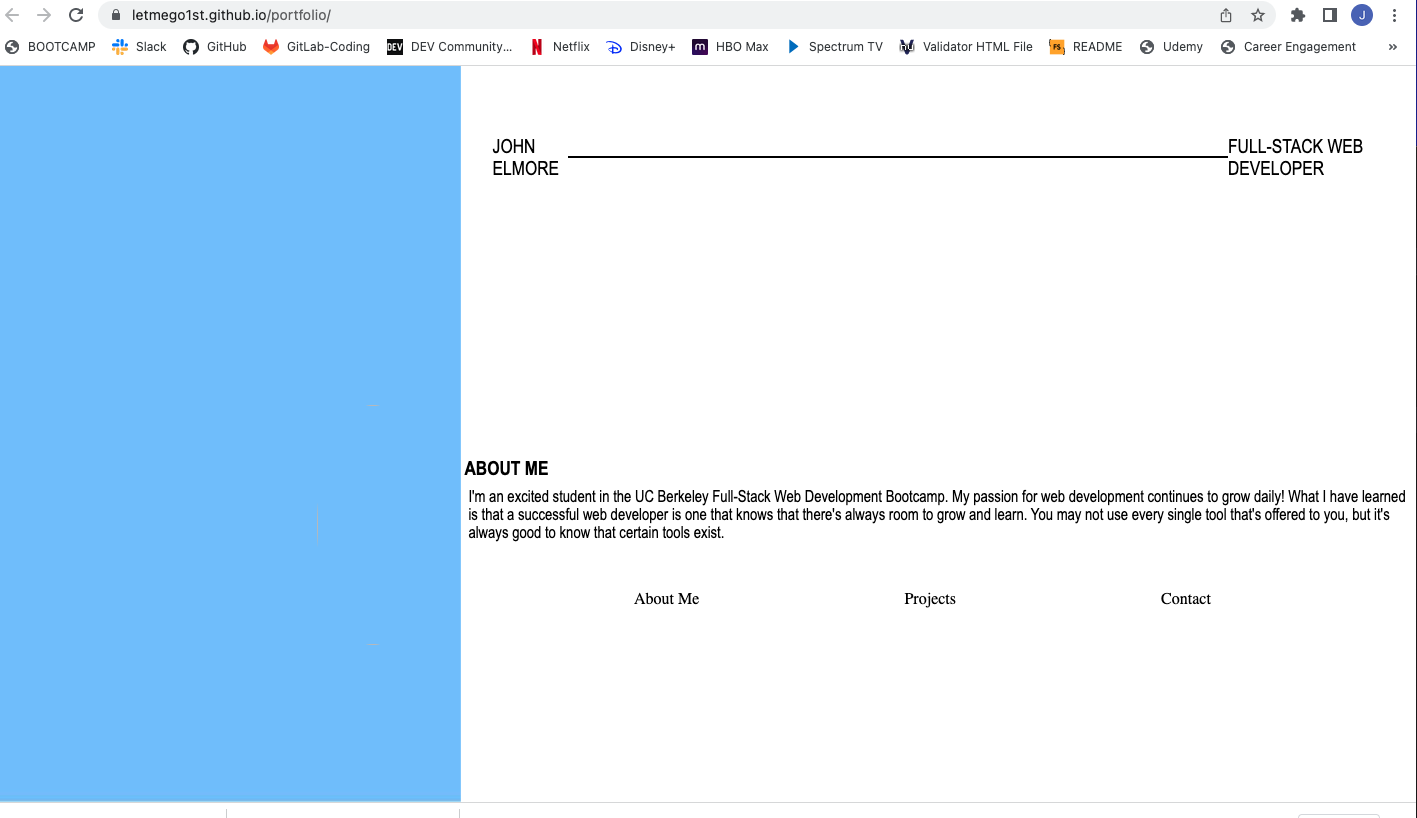 letmego1st.github.io/portfolio/
J
BOOTCAMP Slack GitHub GitLab-Coding DEV DEV Community... N Netflix Disney+ m HBO Max Spectrum TV nu Validator HTML File FS README Udemy Career Engagement »
JOHN ELMORE
FULL-STACK WEB DEVELOPER
ABOUT ME
I'm an excited student in the UC Berkeley Full-Stack Web Development Bootcamp. My passion for web development continues to grow daily! What I have learned
is that a successful web developer is one that knows that there's always room to grow and learn. You may not use every single tool that's offered to you, but it's
always good to know that certain tools exist.
About Me Projects Contact